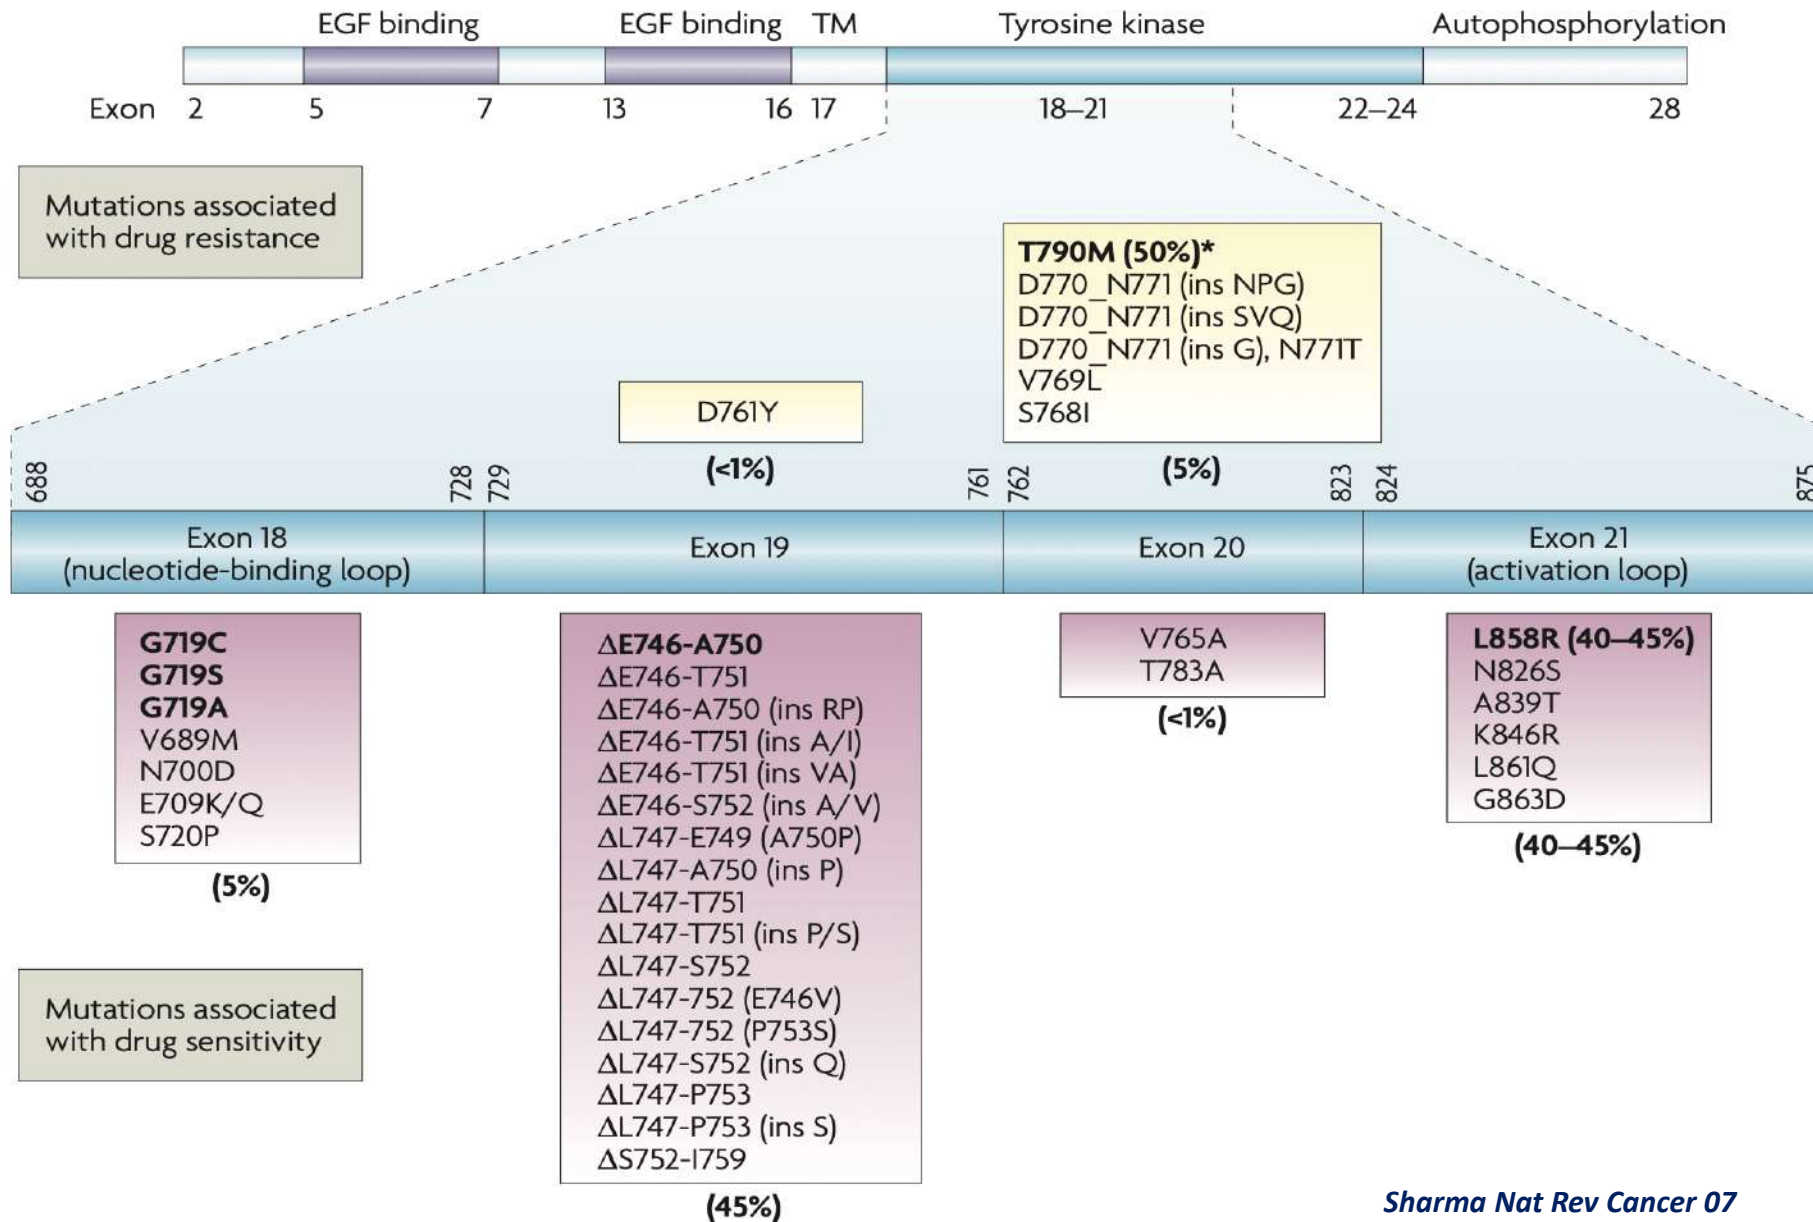 EGF binding EGF binding TM Tyrosine kinase Autophosphorylation
Exon 2 5 7 13 16 17 18–21 22–24 28
Mutations associated
with drug resistance
T790M (50%)*
D770_N771 (ins NPG)
D770_N771 (ins SVQ)
D770_N771 (ins G), N771T
V769L
S768I
(5%)
D761Y
(<1%)
688 728 729 761 762 823 824 875
Exon 18
(nucleotide-binding loop)
Exon 19
Exon 20
Exon 21
(activation loop)
G719C
G719S
G719A
V689M
N700D
E709K/Q
S720P
(5%)
ΔE746-A750
ΔE746-T751
ΔE746-A750 (ins RP)
ΔE746-T751 (ins A/I)
ΔE746-T751 (ins VA)
ΔE746-S752 (ins A/V)
ΔL747-E749 (A750P)
ΔL747-A750 (ins P)
ΔL747-T751
ΔL747-T751 (ins P/S)
ΔL747-S752
ΔL747-752 (E746V)
ΔL747-752 (P753S)
ΔL747-S752 (ins Q)
ΔL747-P753
ΔL747-P753 (ins S)
ΔS752-I759
(45%)
V765A
T783A
(<1%)
L858R (40–45%)
N826S
A839T
K846R
L861Q
G863D
(40–45%)
Mutations associated
with drug sensitivity
Sharma Nat Rev Cancer 07